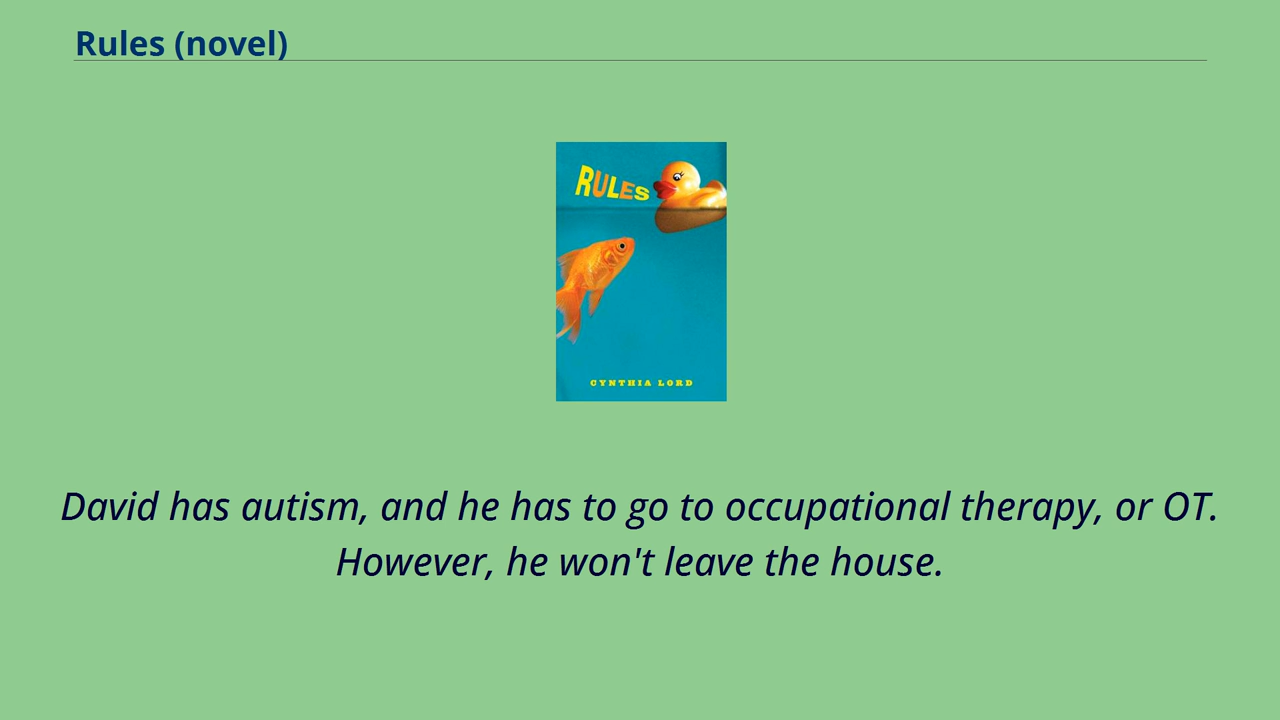 Rules (novel)
RULES
CYNTHIA LORD
David has autism, and he has to go to occupational therapy, or OT.
However, he won't leave the house.